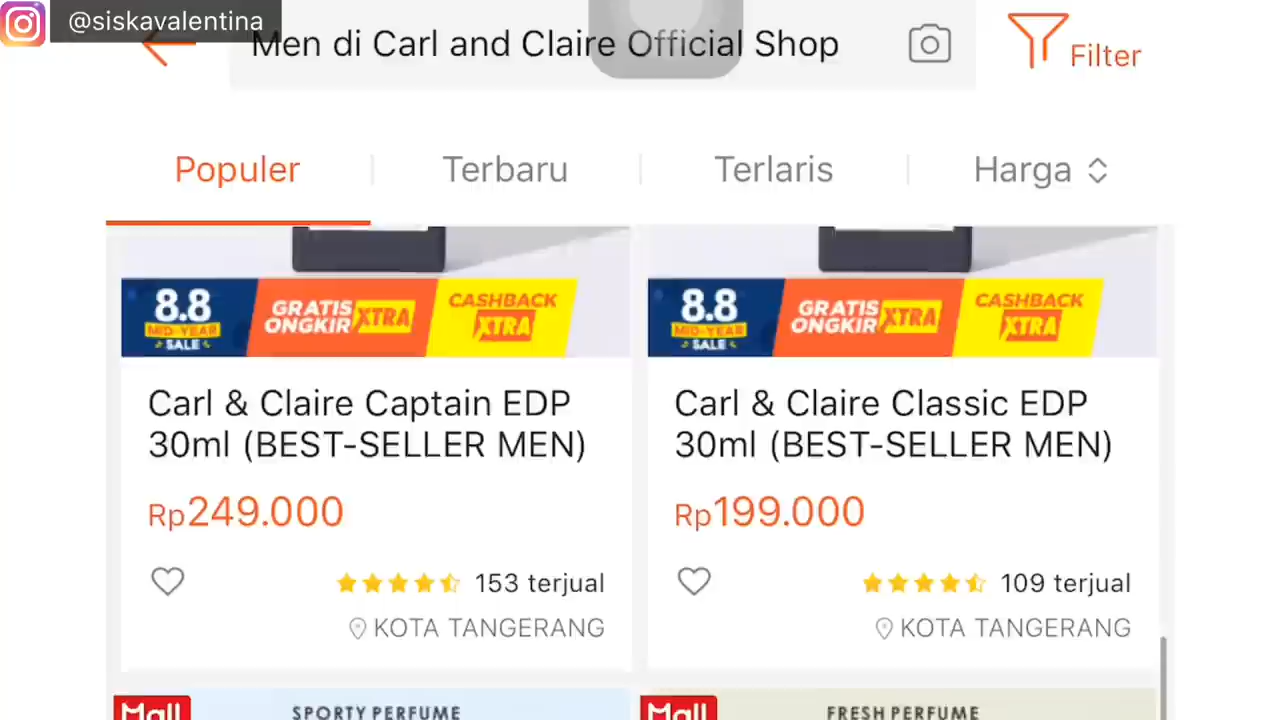 @siskavalentina
Men di Carl and Claire Official Shop
Filter
Populer
Terbaru
Terlaris
Harga
8.8
MID-YEAR
SALE
GRATIS
ONGKIR XTRA
CASHBACK
XTRA
8.8
MID-YEAR
SALE
GRATIS
ONGKIR XTRA
CASHBACK
XTRA
Carl & Claire Captain EDP
30ml (BEST-SELLER MEN)
Rp249.000
153 terjual
KOTA TANGERANG
Carl & Claire Classic EDP
30ml (BEST-SELLER MEN)
Rp199.000
109 terjual
KOTA TANGERANG
Mall
SPORTY PERFUME
Mall
FRESH PERFUME